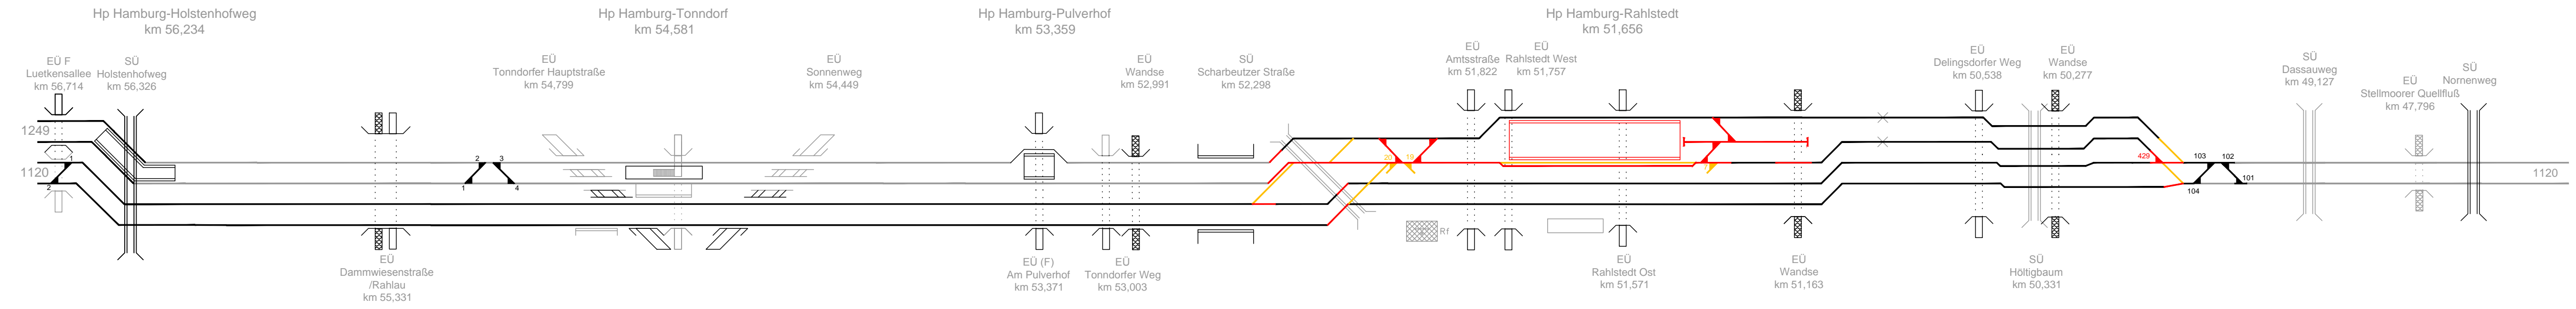 Hp Hamburg-Holstenhofweg
km 56,234
Hp Hamburg-Tonndorf
km 54,581
Hp Hamburg-Pulverhof
km 53,359
Hp Hamburg-Rahlstedt
km 51,656
EÜ F
Luetkensallee
km 56,714
SÜ
Holstenhofweg
km 56,326
EÜ
Tonndorfer Hauptstraße
km 54,799
EÜ
Sonnenweg
km 54,449
EÜ
Wandse
km 52,991
SÜ
Scharbeutzer Straße
km 52,298
EÜ
Amtsstraße
km 51,822
EÜ
Rahlstedt West
km 51,757
EÜ
Delingsdorfer Weg
km 50,538
EÜ
Wandse
km 50,277
SÜ
Dassauweg
km 49,127
EÜ
Stellmoorer Quellfluß
km 47,796
SÜ
Nornenweg
1249
1120
1
2
2
3
1
4
20
19
7
429
103
102
104
101
1120
Rf
EÜ
Dammwiesenstraße
/Rahlau
km 55,331
EÜ (F)
Am Pulverhof
km 53,371
EÜ
Tonndorfer Weg
km 53,003
EÜ
Rahlstedt Ost
km 51,571
EÜ
Wandse
km 51,163
SÜ
Höltigbaum
km 50,331